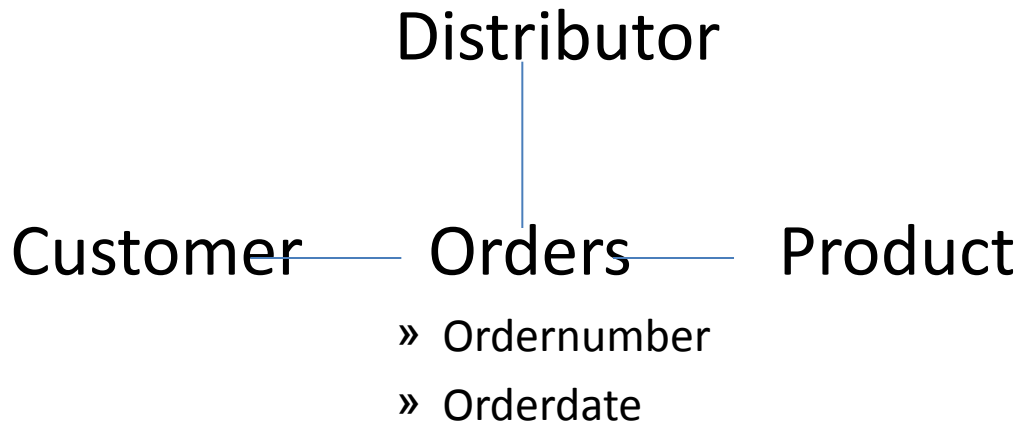 Distributor
Customer Orders Product
» Ordernumber
» Orderdate